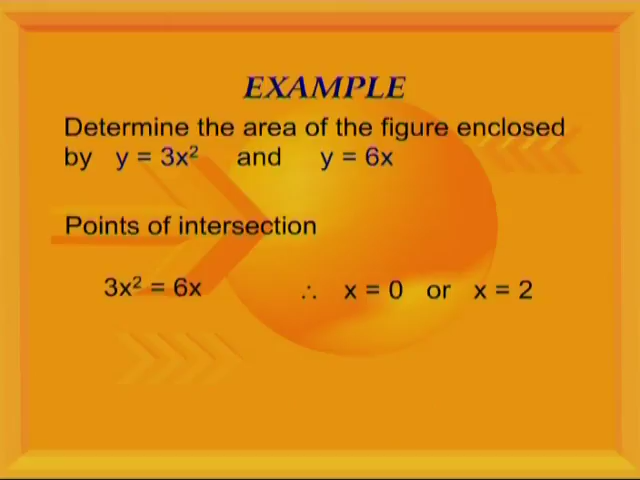 EXAMPLE
Determine the area of the figure enclosed
by y = 3x² and y = 6x
Points of intersection
3x² = 6x ∴ x = 0 or x = 2